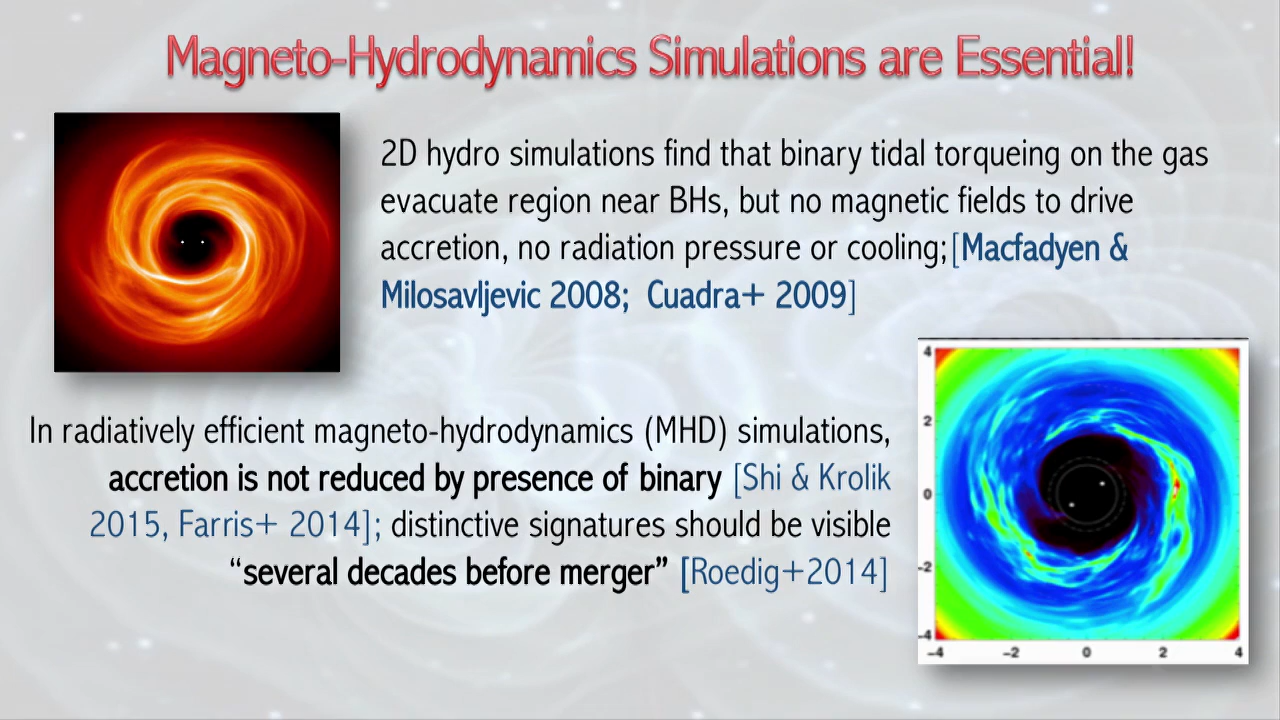 Magneto-Hydrodynamics Simulations are Essential!
2D hydro simulations find that binary tidal torqueing on the gas
evacuate region near BHs, but no magnetic fields to drive
accretion, no radiation pressure or cooling;[Macfadyen &
Milosavljevic 2008; Cuadra+ 2009]
In radiatively efficient magneto-hydrodynamics (MHD) simulations,
accretion is not reduced by presence of binary [Shi & Krolik
2015, Farris+ 2014]; distinctive signatures should be visible
“several decades before merger” [Roedig+2014]
4
2
0
-2
-4
-4 -2 0 2 4